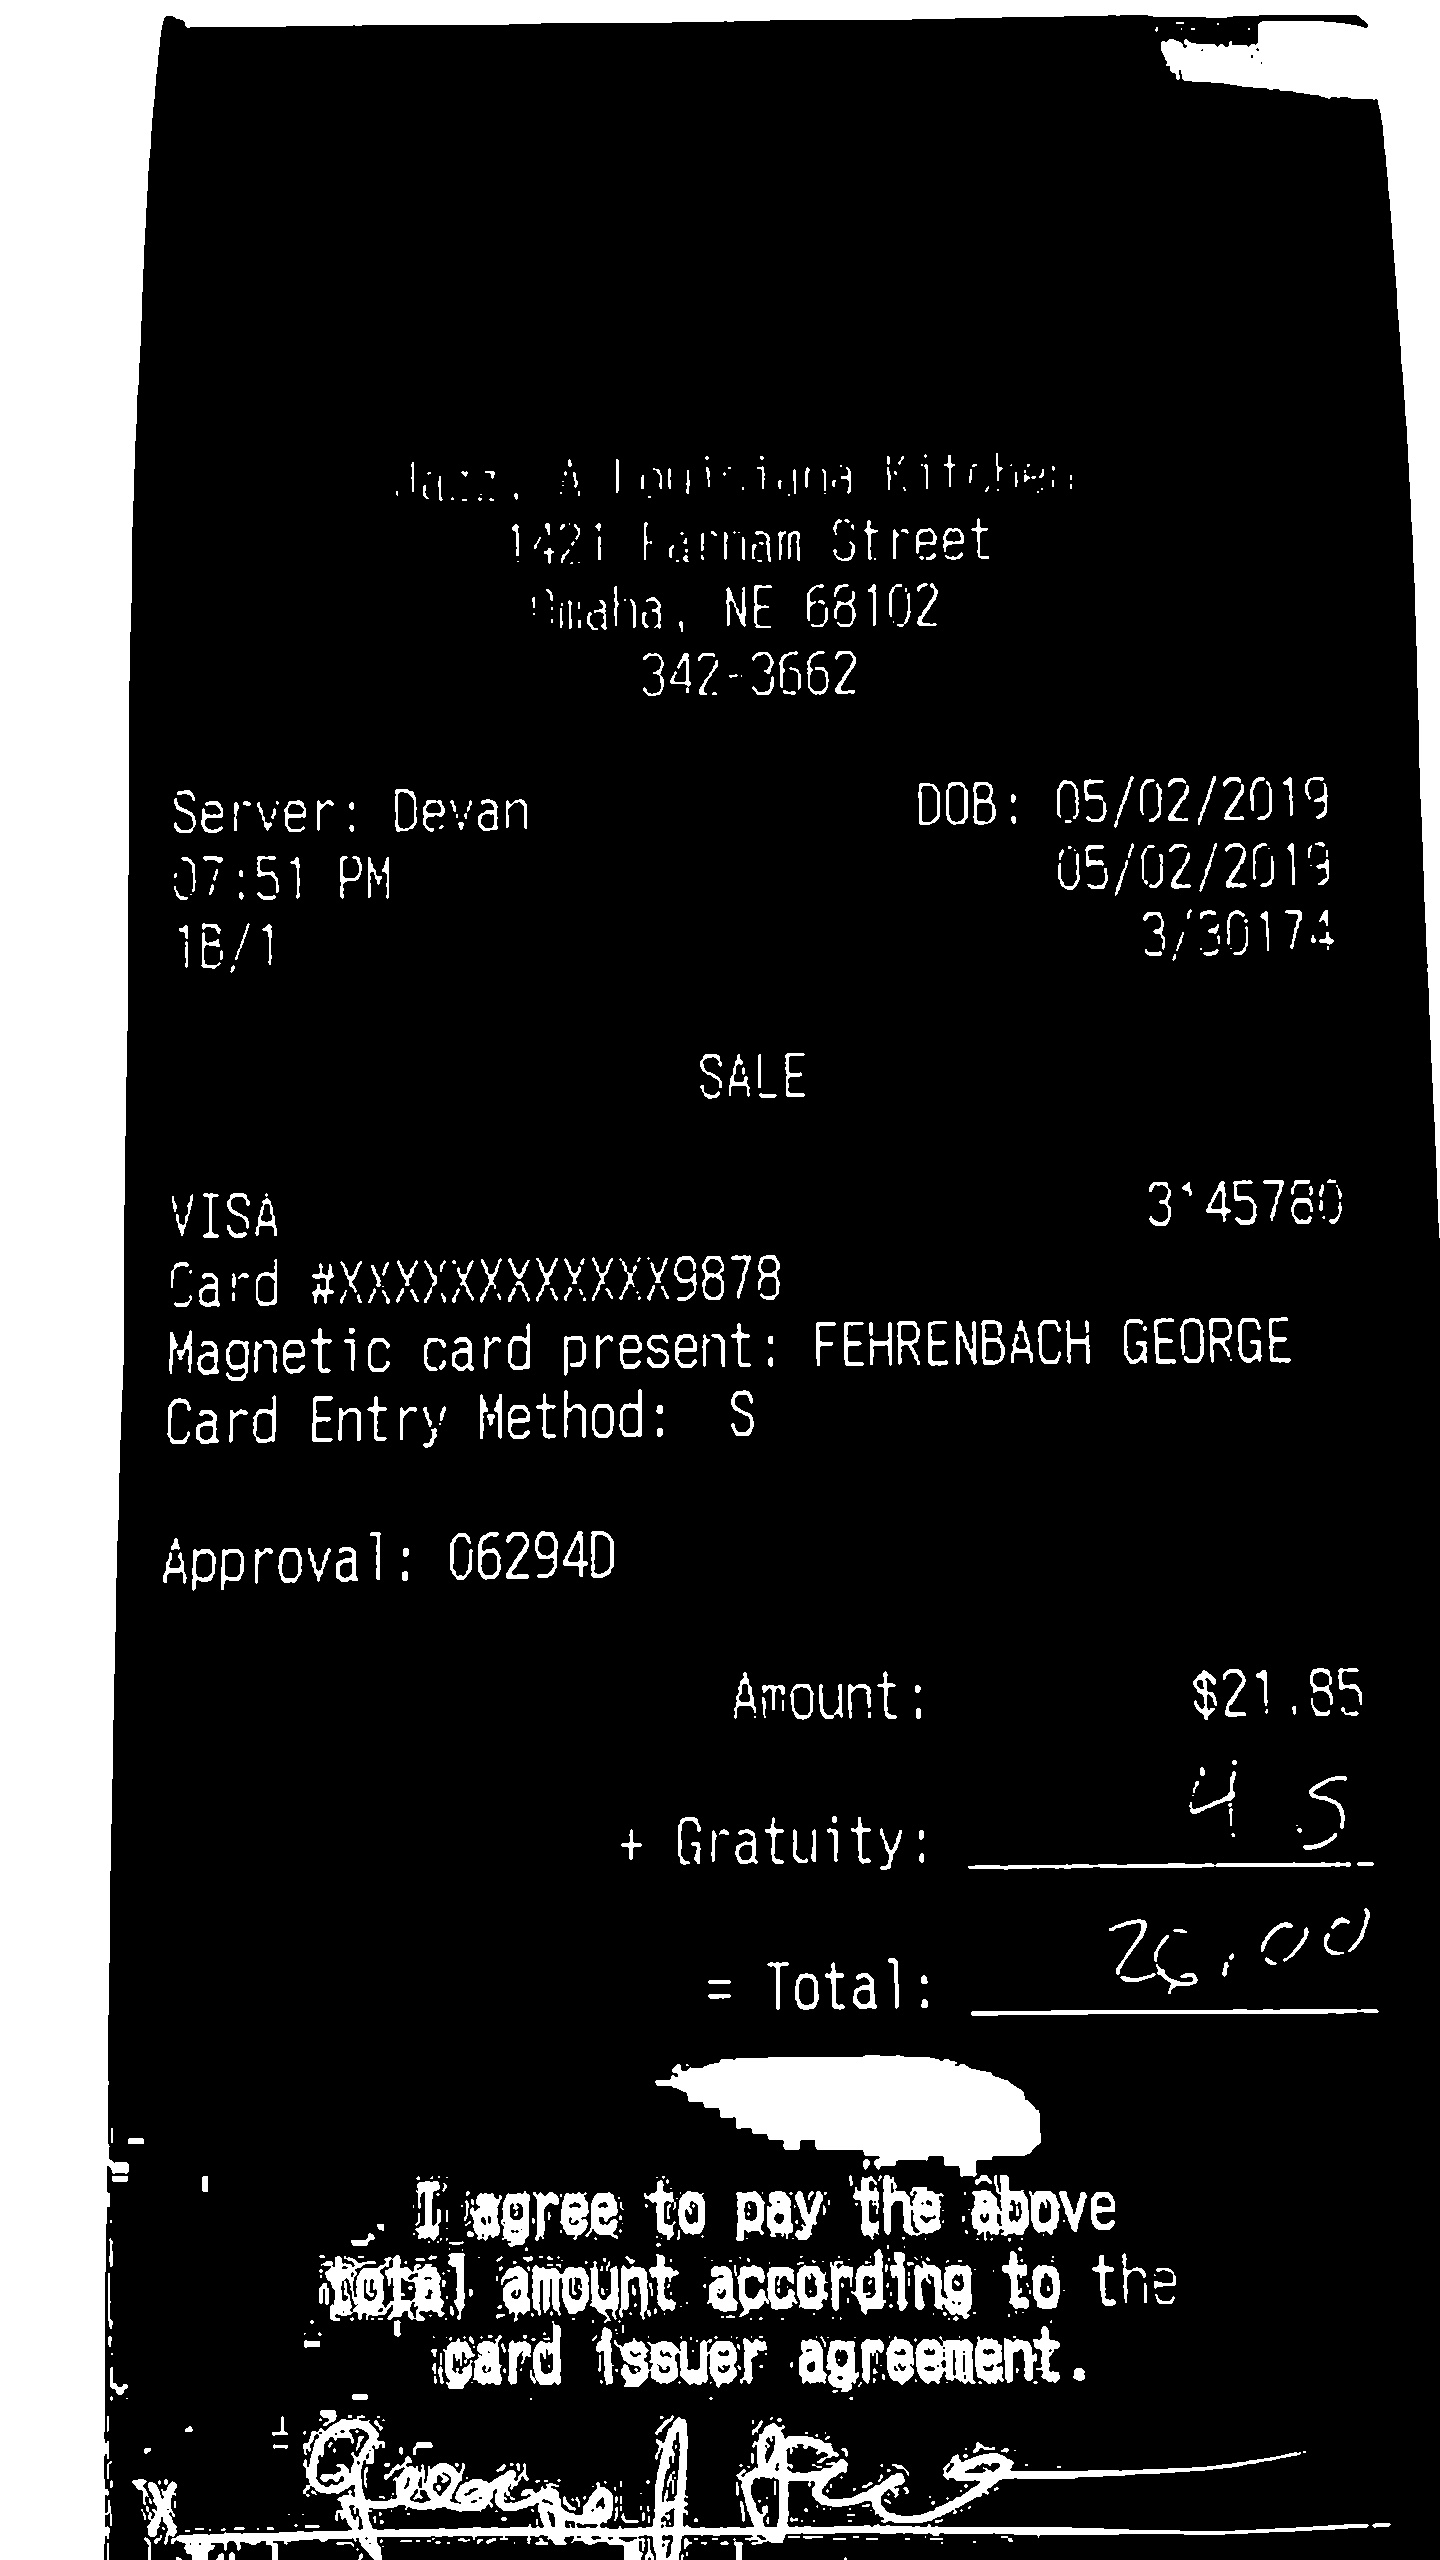 Jazz, A Louisiana Kitchen
1421 Farnam Street
Omaha, NE 68102
342-3662
Server: Devan DOB: 05/02/2019
07:51 PM 05/02/2019
1B/1 3/30174
SALE
VISA
Card #XXXXXXXXXXXX9878
Magnetic card present: FEHRENBACH GEORGE
Card Entry Method: S
Approval: 06294D
Amount: $21.85
+ Gratuity: 4 5
= Total: 26.00
I agree to pay the above
total amount according to the
card issuer agreement.
X